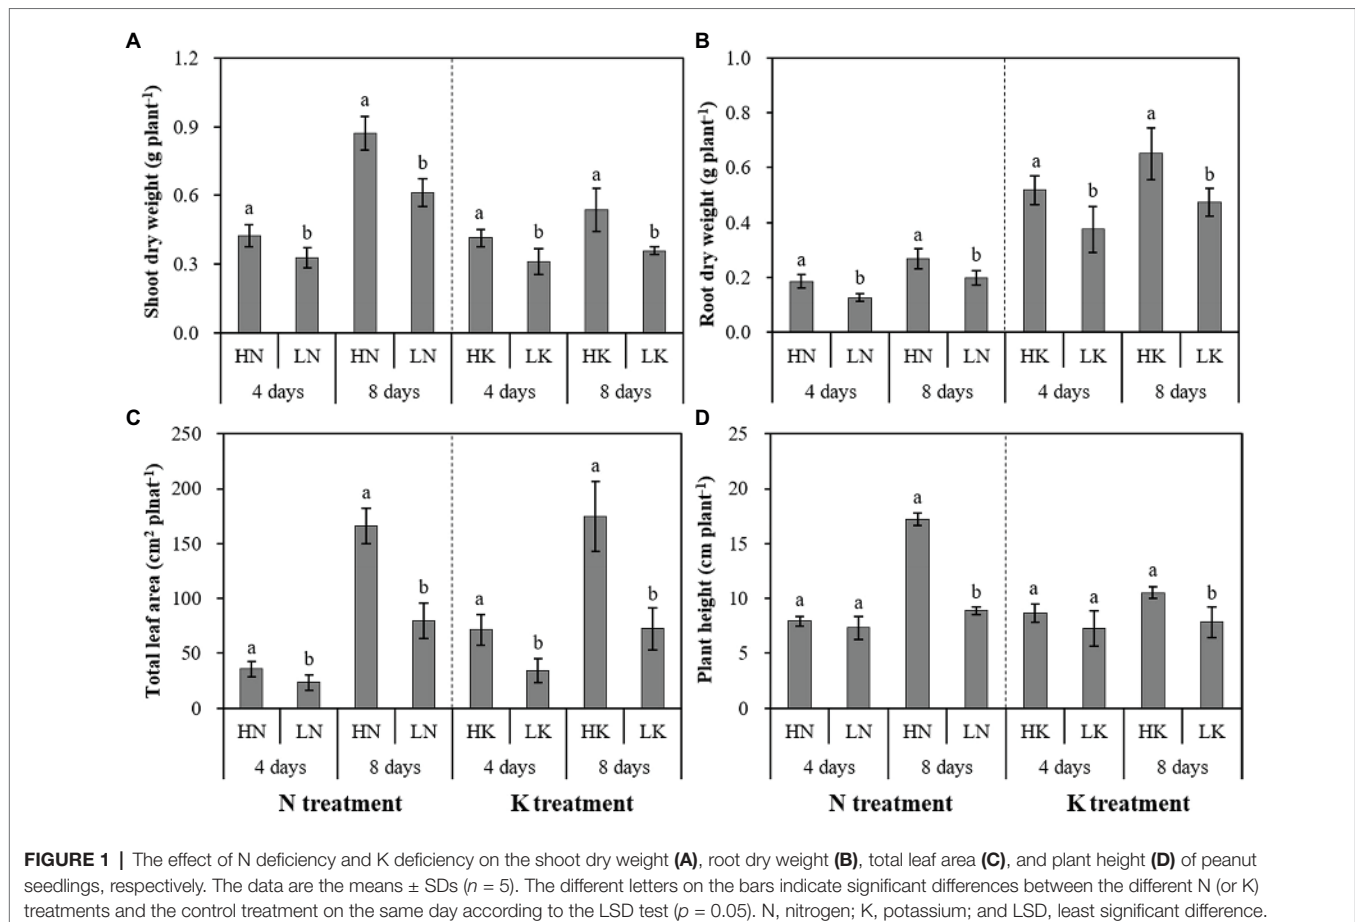 A
Shoot dry weight (g plant-1)
1.2
0.9
0.6
0.3
0.0
a
b
a
b
a
b
a
b
HN LN HN LN HK LK HK LK
4 days 8 days 4 days 8 days
B
Root dry weight (g plant-1)
1.0
0.8
0.6
0.4
0.2
0.0
a
b
a
b
a
b
a
b
HN LN HN LN HK LK HK LK
4 days 8 days 4 days 8 days
C
Total leaf area (cm2 plnat-1)
250
200
150
100
50
0
a
b
a
b
a
b
a
b
HN LN HN LN HK LK HK LK
4 days 8 days 4 days 8 days
N treatment K treatment
D
Plant height (cm plant-1)
25
20
15
10
5
0
a
a
a
b
a
a
a
b
HN LN HN LN HK LK HK LK
4 days 8 days 4 days 8 days
N treatment K treatment
FIGURE 1 | The effect of N deficiency and K deficiency on the shoot dry weight (A), root dry weight (B), total leaf area (C), and plant height (D) of peanut
seedlings, respectively. The data are the means ± SDs (n = 5). The different letters on the bars indicate significant differences between the different N (or K)
treatments and the control treatment on the same day according to the LSD test (p = 0.05). N, nitrogen; K, potassium; and LSD, least significant difference.